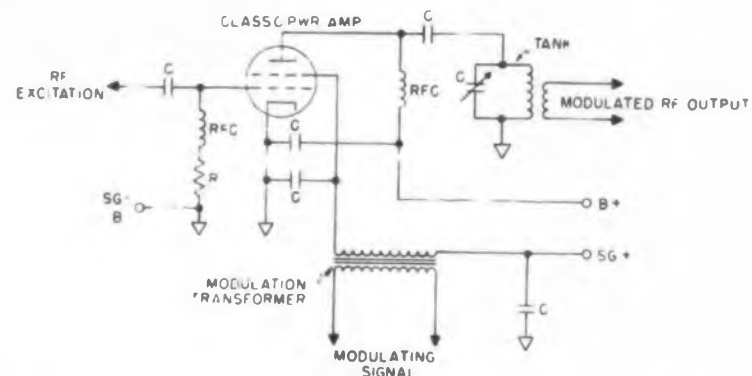 CLASS C PWR AMP
C
TANK
RF
EXCITATION
C
RFC
C
MODULATED RF OUTPUT
RFC
C
R
C
SG-
B
B+
SG+
MODULATION
TRANSFORMER
C
MODULATING
SIGNAL